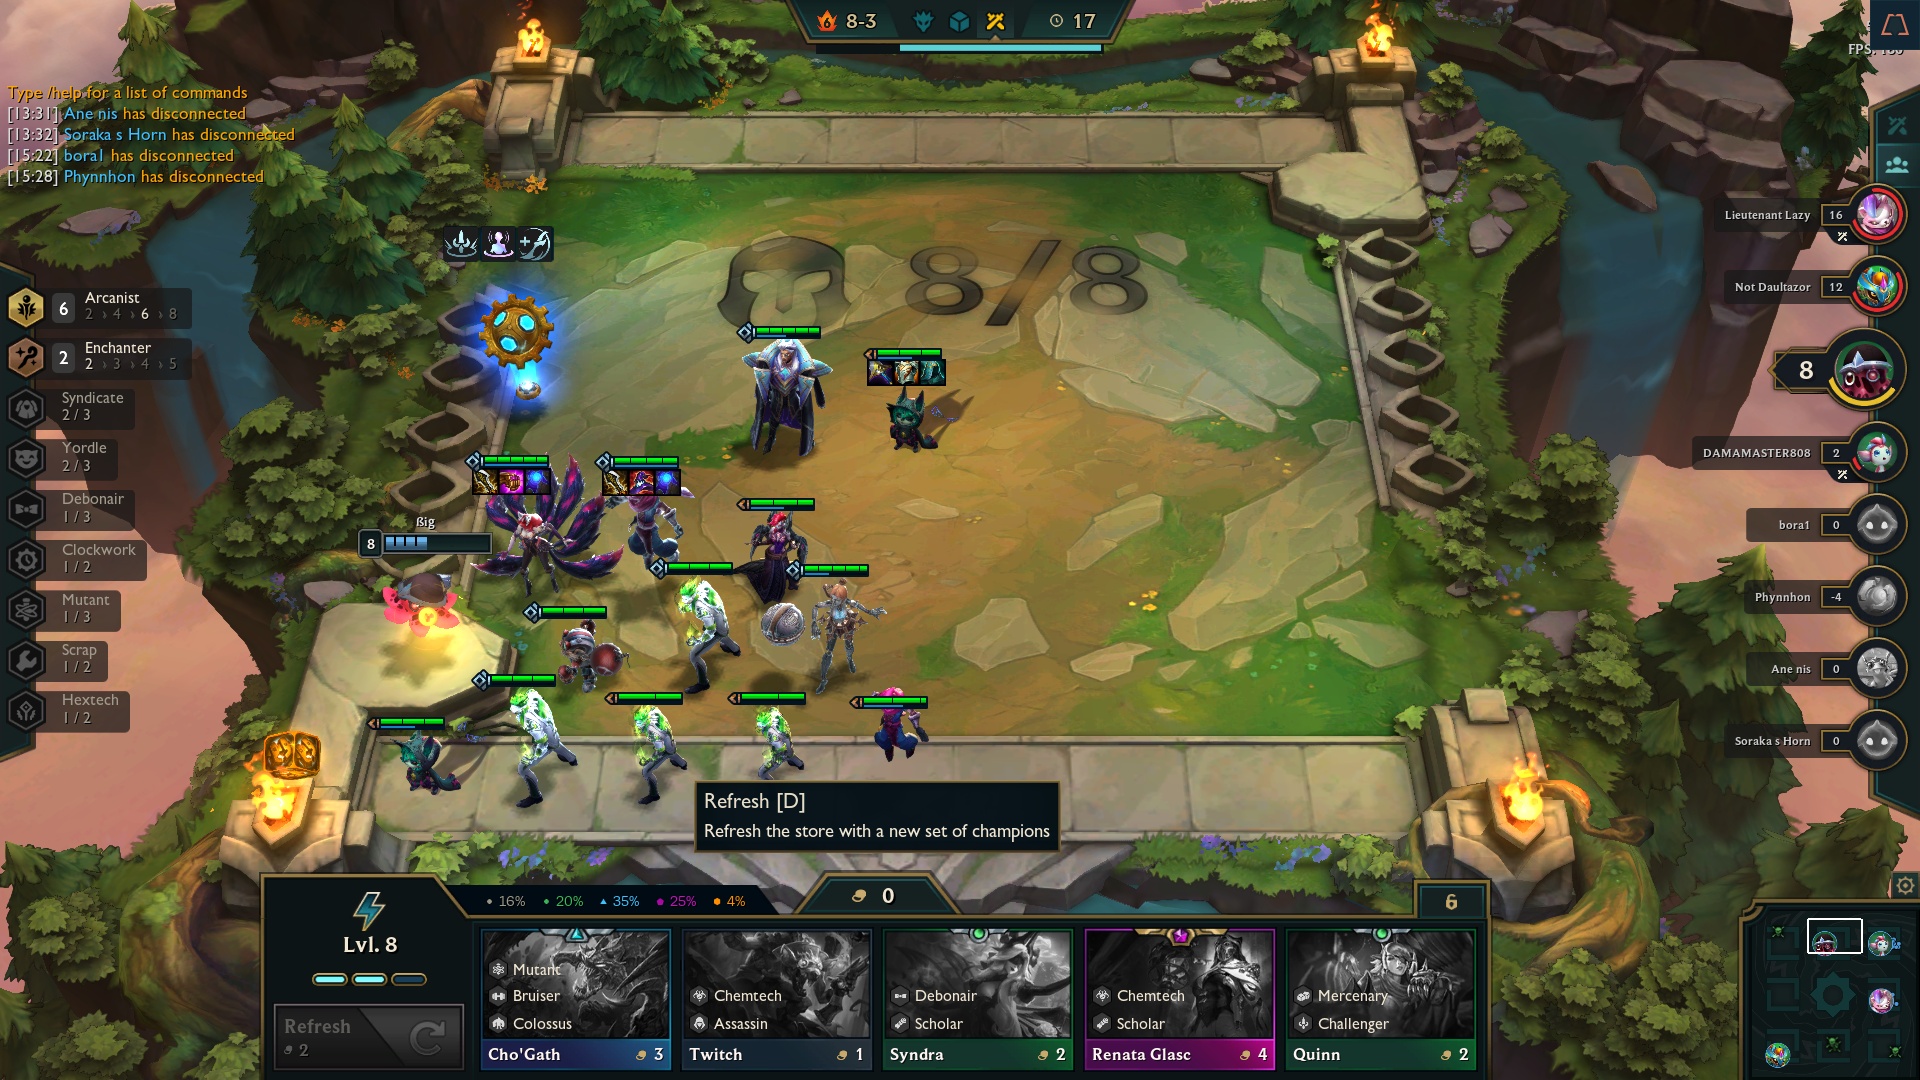 8-3
17
FPS: 
Type /help for a list of commands
[13:31] Ane nis has disconnected
[13:32] Soraka s Horn has disconnected
[15:22] bora1 has disconnected
[15:28] Phynnhon has disconnected
8/8
6 Arcanist
2 › 4 › 6 › 8
2 Enchanter
2 › 3 › 4 › 5
Syndicate
2 / 3
Yordle
2 / 3
Debonair
1 / 3
Clockwork
1 / 2
Mutant
1 / 3
Scrap
1 / 2
Hextech
1 / 2
Lieutenant Lazy 16
Not Daultazor 12
8
DAMAMASTER808 2
bora1 0
Phynnhon -4
Ane nis 0
Soraka s Horn 0
ßig
8
Refresh [D]
Refresh the store with a new set of champions
16% 20% 35% 25% 4%
0
6
Lvl. 8
Refresh
2
Mutant
Bruiser
Colossus
Cho'Gath 3
Chemtech
Assassin
Twitch 1
Debonair
Scholar
Syndra 2
Chemtech
Scholar
Renata Glasc 4
Mercenary
Challenger
Quinn 2